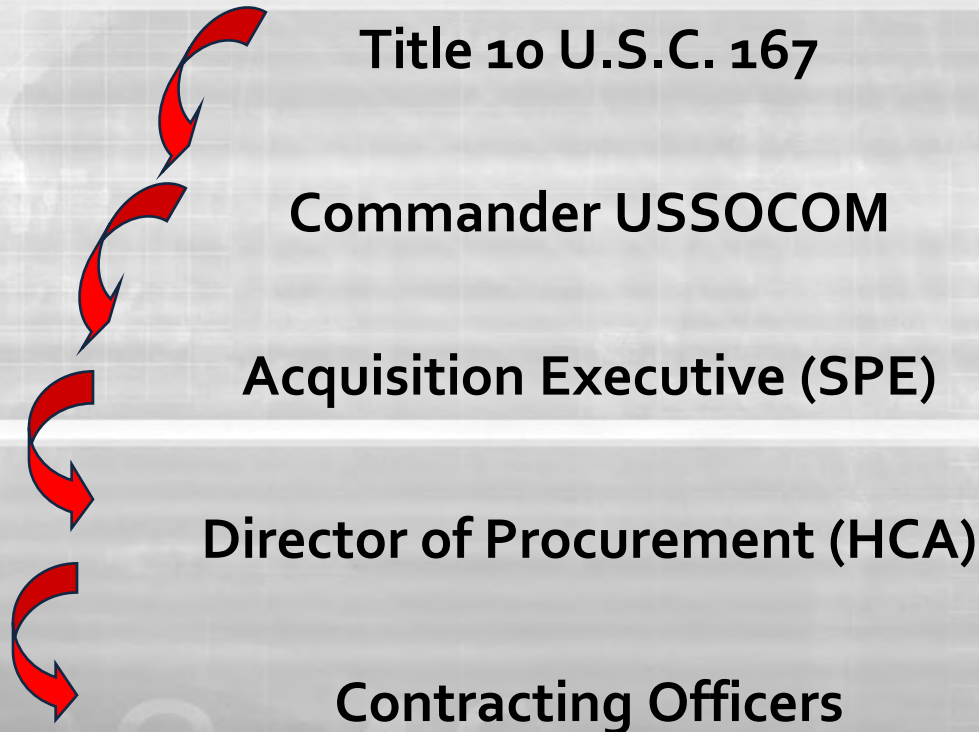 Title 10 U.S.C. 167
Commander USSOCOM
Acquisition Executive (SPE)
Director of Procurement (HCA)
Contracting Officers